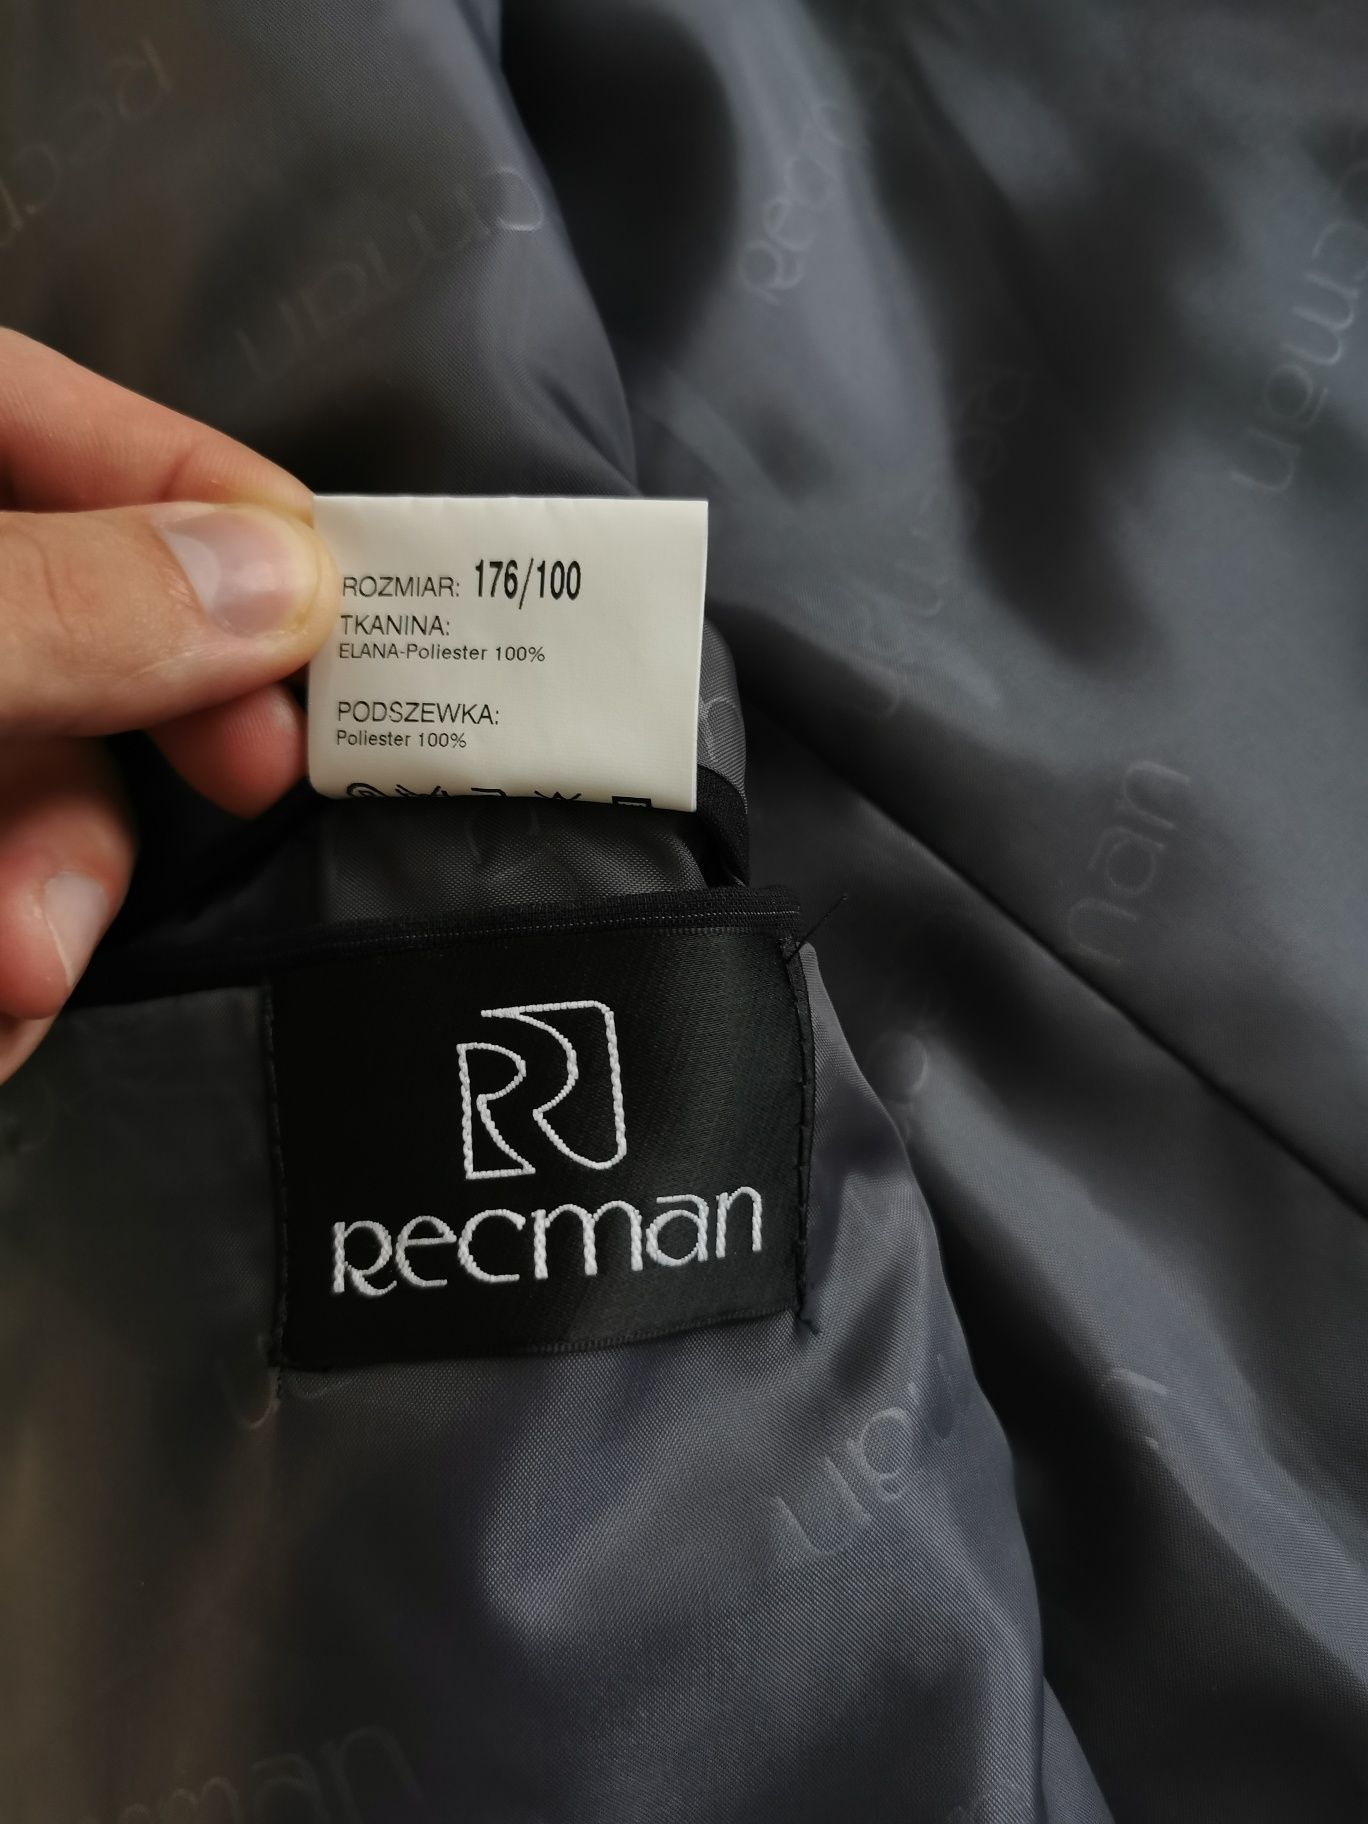 ROZMIAR: 176/100
TKANINA:
ELANA-Poliester 100%
PODSZEWKA:
Poliester 100%
Recman